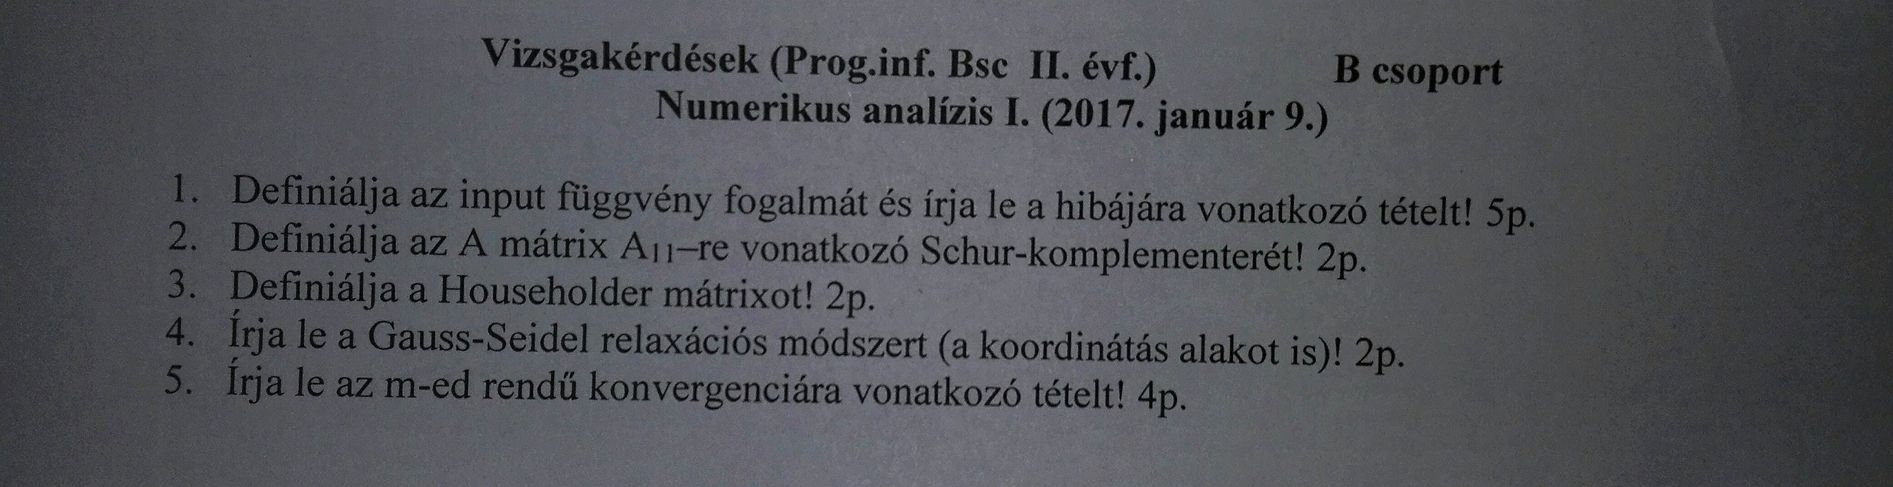 Vizsgakérdések (Prog.inf. Bsc II. évf.) B csoport
Numerikus analízis I. (2017. január 9.)
1. Definiálja az input függvény fogalmát és írja le a hibájára vonatkozó tételt! 5p.
2. Definiálja az A mátrix A₁₁–re vonatkozó Schur-komplementerét! 2p.
3. Definiálja a Householder mátrixot! 2p.
4. Írja le a Gauss-Seidel relaxációs módszert (a koordinátás alakot is)! 2p.
5. Írja le az m-ed rendű konvergenciára vonatkozó tételt! 4p.